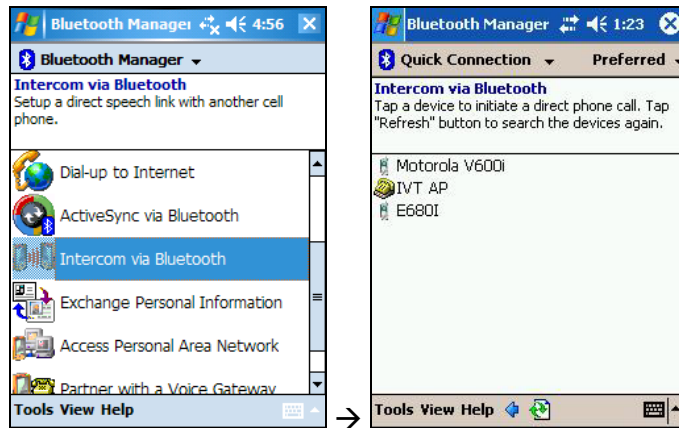 Bluetooth Manager 4:56
Bluetooth Manager
Intercom via Bluetooth
Setup a direct speech link with another cell
phone.
Dial-up to Internet
ActiveSync via Bluetooth
Intercom via Bluetooth
Exchange Personal Information
Access Personal Area Network
Partner with a Voice Gateway
Tools View Help
→
Bluetooth Manager 1:23
Quick Connection Preferred
Intercom via Bluetooth
Tap a device to initiate a direct phone call. Tap
"Refresh" button to search the devices again.
Motorola V600i
IVT AP
E680I
Tools View Help